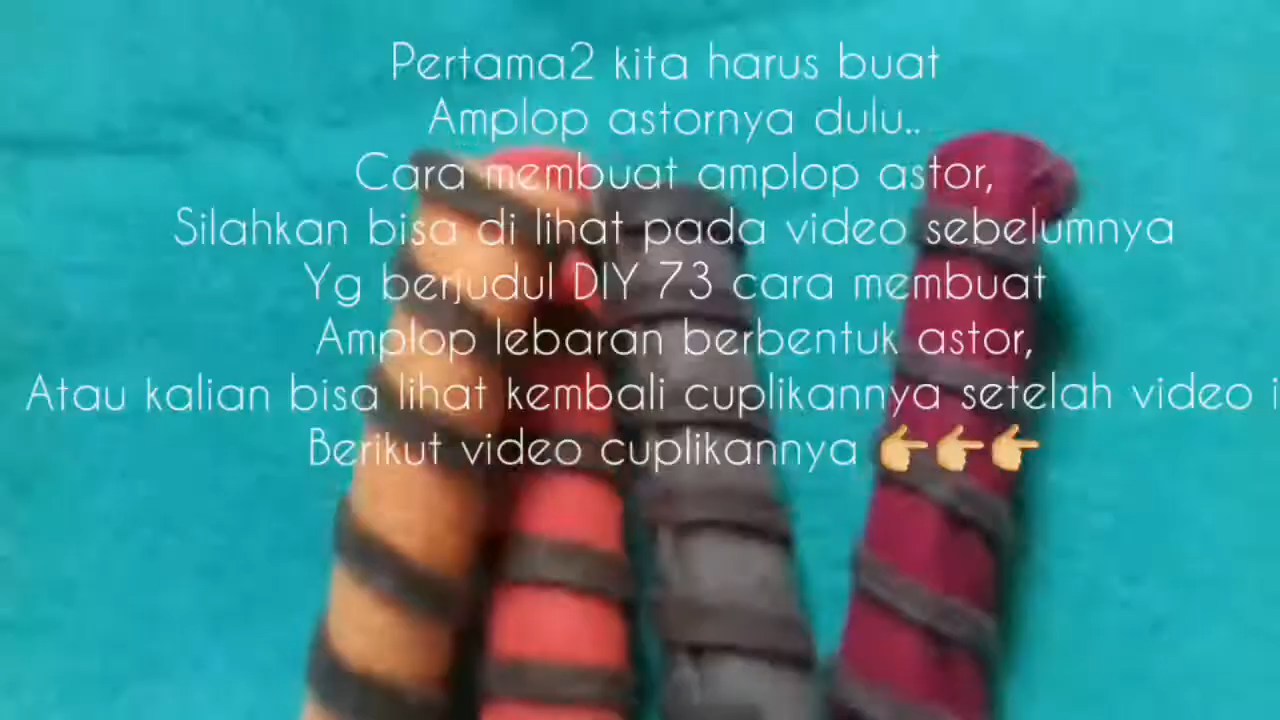 Pertama2 kita harus buat
Amplop astornya dulu..
Cara membuat amplop astor,
Silahkan bisa di lihat pada video sebelumnya
Yg berjudul DIY 73 cara membuat
Amplop lebaran berbentuk astor,
Atau kalian bisa lihat kembali cuplikannya setelah video
Berikut video cuplikannya 👉👉👉